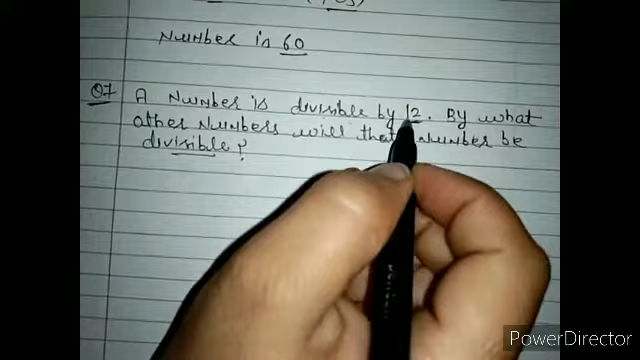 Number is 60
Q7 A Number is divisible by 12. By what
other Numbers will that Number be
divisible?
PowerDirector